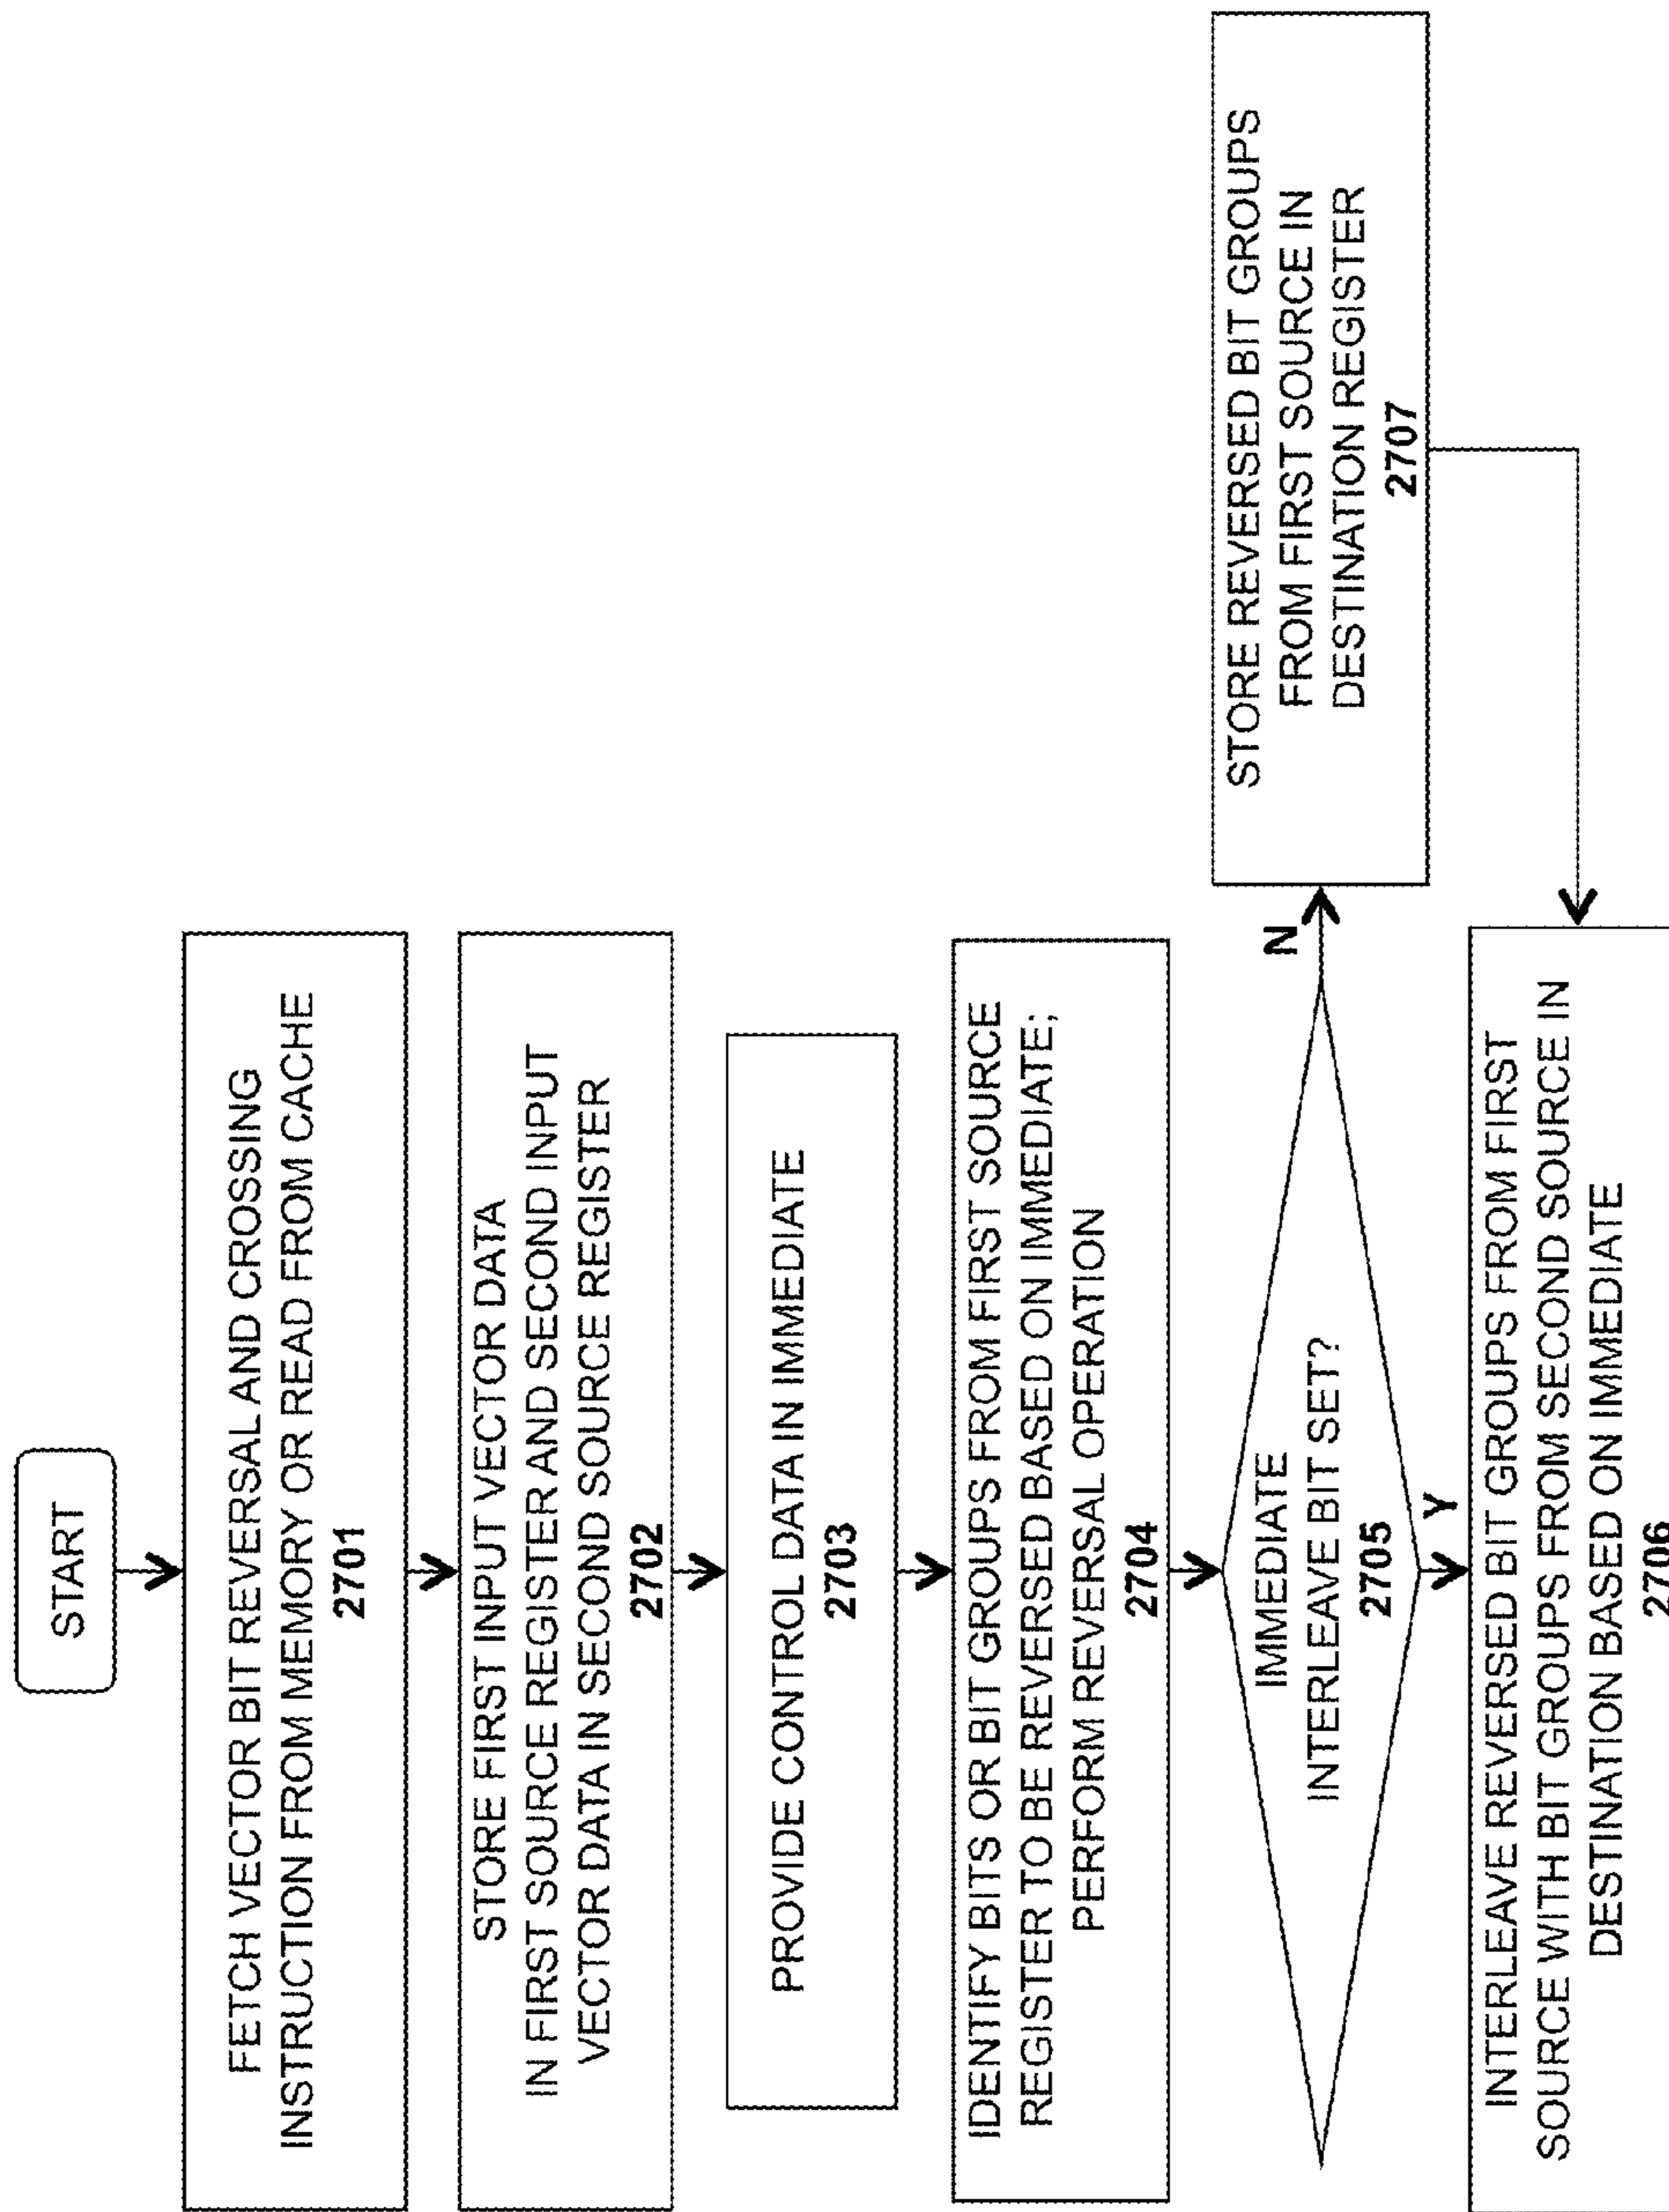 START
FETCH VECTOR BIT REVERSAL AND CROSSING
INSTRUCTION FROM MEMORY OR READ FROM CACHE
2701
STORE FIRST INPUT VECTOR DATA
IN FIRST SOURCE REGISTER AND SECOND INPUT
VECTOR DATA IN SECOND SOURCE REGISTER
2702
PROVIDE CONTROL DATA IN IMMEDIATE
2703
IDENTIFY BITS OR BIT GROUPS FROM FIRST SOURCE
REGISTER TO BE REVERSED BASED ON IMMEDIATE;
PERFORM REVERSAL OPERATION
2704
IMMEDIATE
INTERLEAVE BIT SET?
2705
N
STORE REVERSED BIT GROUPS
FROM FIRST SOURCE IN
DESTINATION REGISTER
2707
Y
INTERLEAVE REVERSED BIT GROUPS FROM FIRST
SOURCE WITH BIT GROUPS FROM SECOND SOURCE IN
DESTINATION BASED ON IMMEDIATE
2706